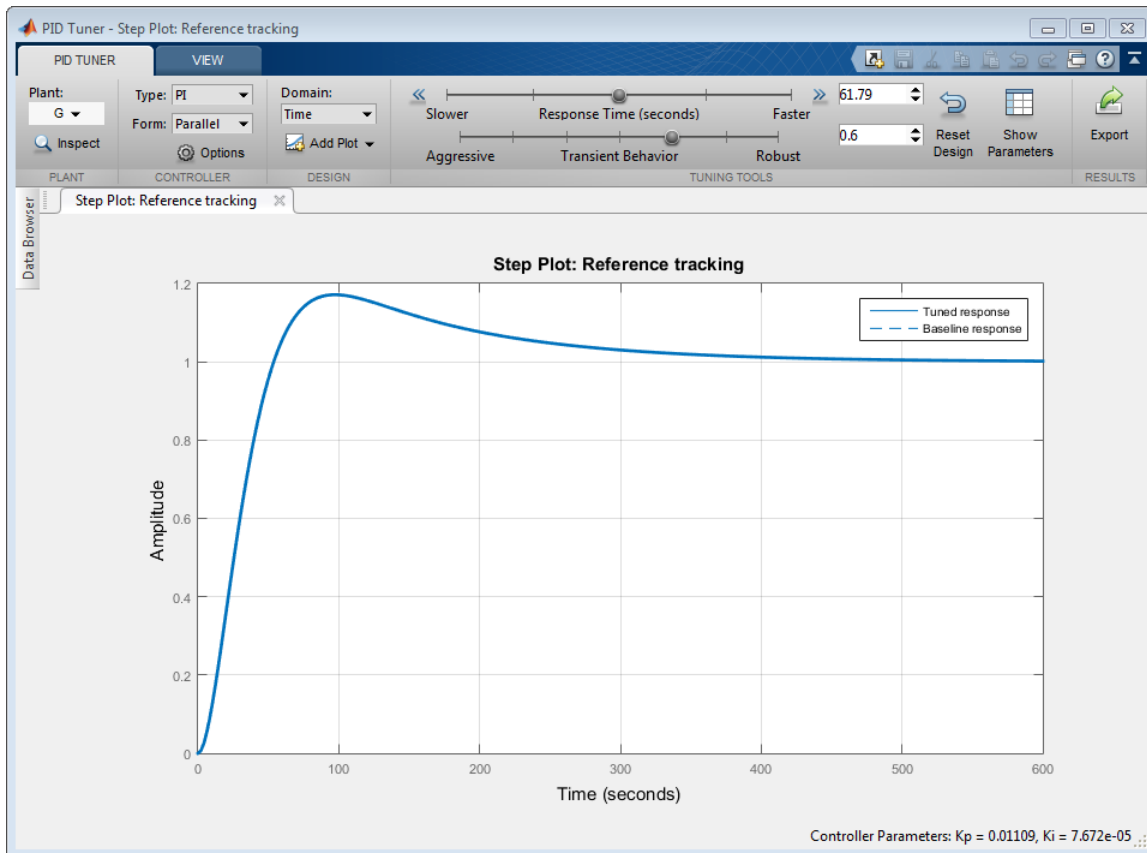 PID Tuner - Step Plot: Reference tracking
PID TUNER
VIEW
Plant:
G
Inspect
PLANT
Type: PI
Form: Parallel
Options
CONTROLLER
Domain:
Time
Add Plot
DESIGN
Slower Response Time (seconds) Faster
61.79
Aggressive Transient Behavior Robust
0.6
Reset
Design
Show
Parameters
TUNING TOOLS
Export
RESULTS
Data Browser
Step Plot: Reference tracking
Step Plot: Reference tracking
Tuned response
Baseline response
1.2
1
0.8
0.6
0.4
0.2
0
Amplitude
0 100 200 300 400 500 600
Time (seconds)
Controller Parameters: Kp = 0.01109, Ki = 7.672e-05